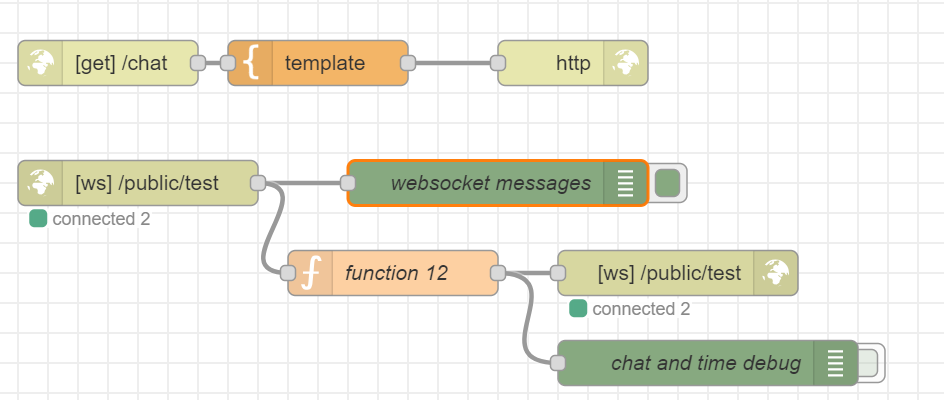 [get] /chat
template
http
[ws] /public/test
websocket messages
connected 2
function 12
[ws] /public/test
connected 2
chat and time debug